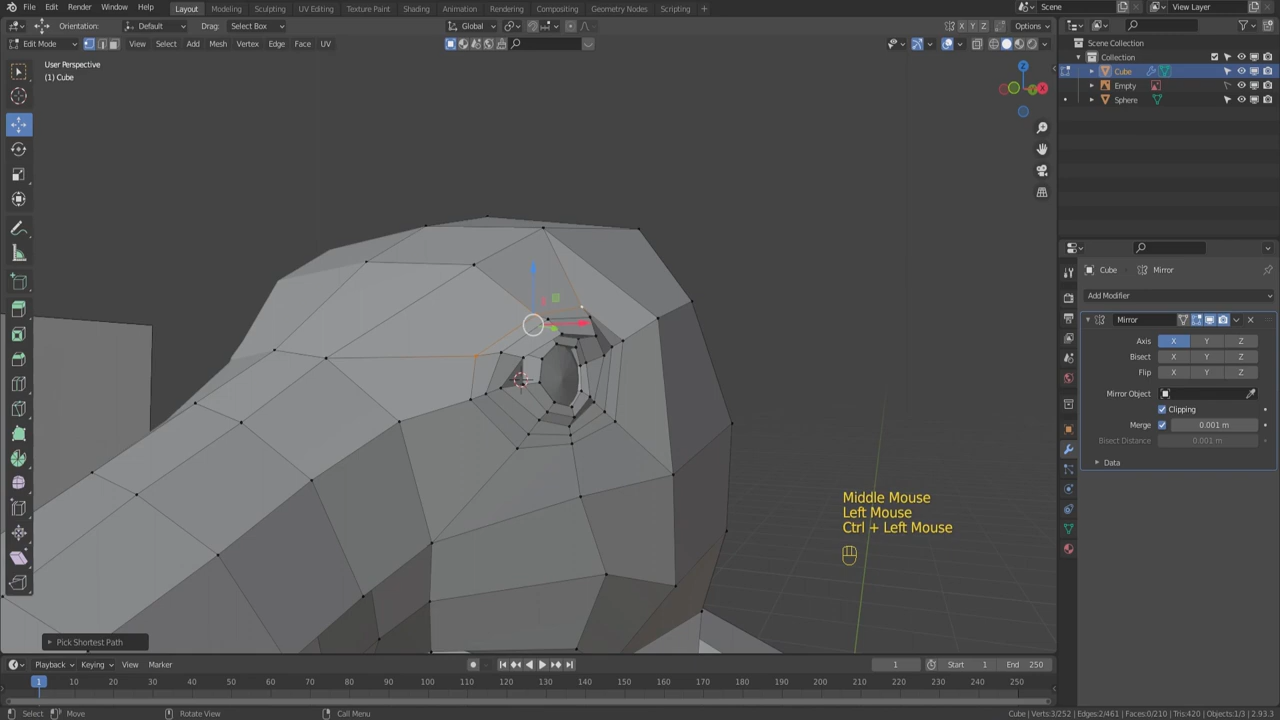 File Edit Render Window Help Layout Modeling Sculpting UV Editing Texture Paint Shading Animation Rendering Compositing Geometry Nodes Scripting Scene View Layer
Orientation: Default Drag: Select Box Global Options
Edit Mode View Select Add Mesh Vertex Edge Face UV
X Y Z
User Perspective
(1) Cube
Z
X
Y
Scene Collection
Collection
Cube
Empty
Sphere
Cube Mirror
Add Modifier
Mirror
Axis X Y Z
Bisect X Y Z
Flip X Y Z
Mirror Object
Clipping
Merge 0.001 m
Bisect Distance 0.001 m
Data
Middle Mouse
Left Mouse
Ctrl + Left Mouse
Pick Shortest Path
Playback Keying View Marker 1 Start 1 End 250
1 10 20 30 40 50 60 70 80 90 100 110 120 130 140 150 160 170 180 190 200 210 220 230 240 250
Select Move Rotate View Call Menu Cube | Verts:3/252 | Edges:2/461 | Faces:0/210 | Tris:420 | Objects:1/3 | 2.93.3